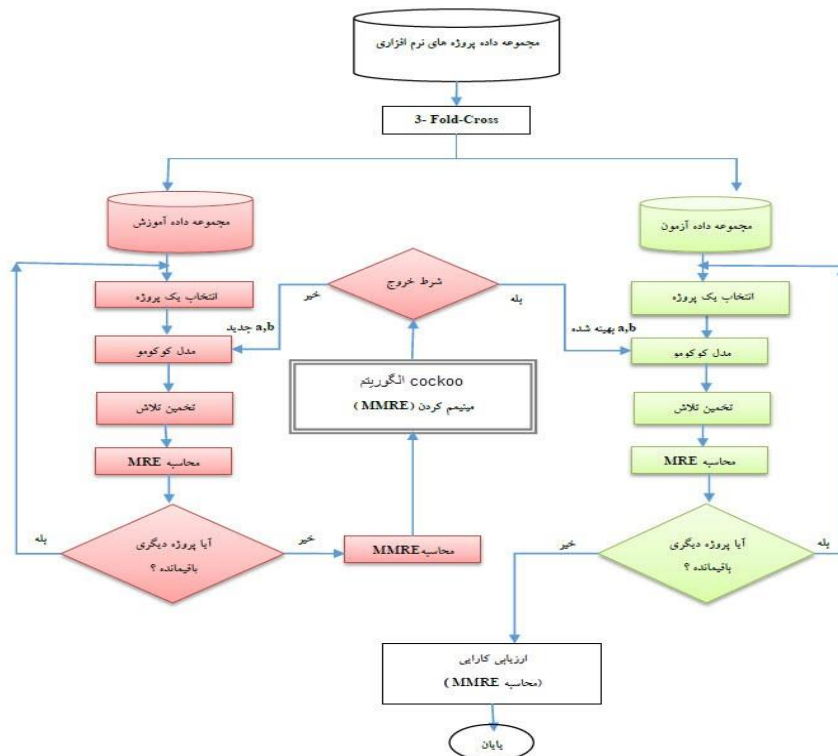 مجموعه داده پروژه های نرم افزاری
3- Fold-Cross
مجموعه داده آموزش
مجموعه داده آزمون
شرط خروج
خیر
بله
انتخاب یک پروژه
انتخاب یک پروژه
a,b جدید
a,b بهینه شده
مدل کوکومو
مدل کوکومو
الگوریتم cockoo
مینیمم کردن (MMRE)
تخمین تلاش
تخمین تلاش
محاسبه MRE
محاسبه MRE
بله
آیا پروژه دیگری
باقیمانده ؟
خیر
محاسبه MMRE
خیر
آیا پروژه دیگری
باقیمانده ؟
بله
ارزیابی کارایی
(محاسبه MMRE)
پایان